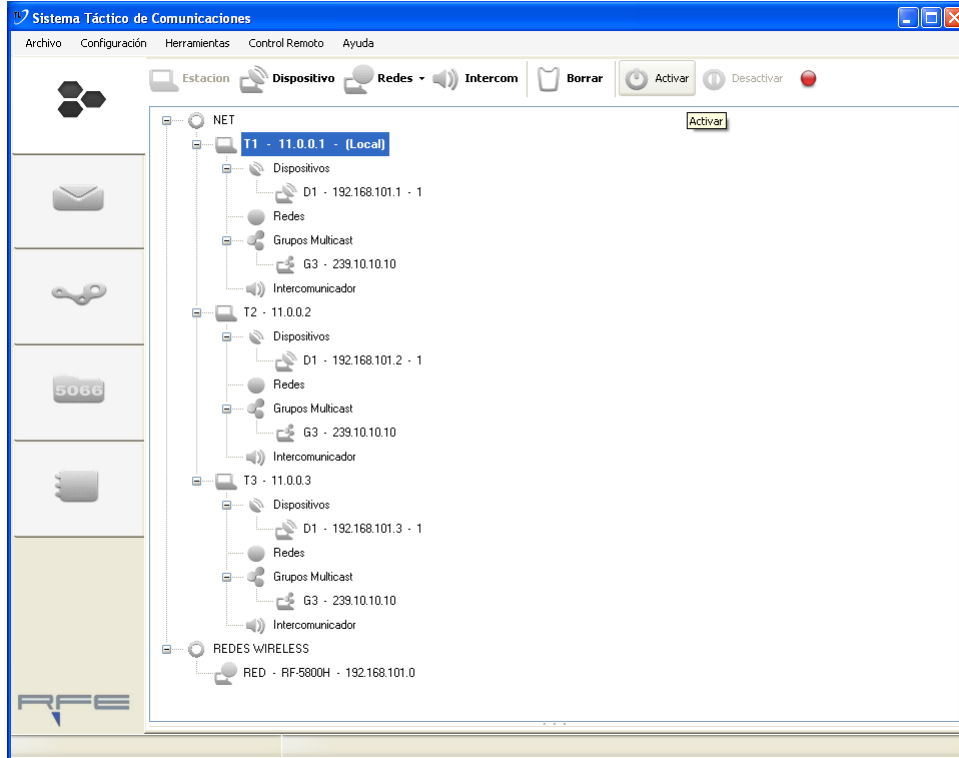 Sistema Táctico de Comunicaciones
Archivo Configuración Herramientas Control Remoto Ayuda
Estacion Dispositivo Redes Intercom Borrar Activar Desactivar
Activar
NET
T1 - 11.0.0.1 - (Local)
Dispositivos
D1 - 192.168.101.1 - 1
Redes
Grupos Multicast
G3 - 239.10.10.10
Intercomunicador
T2 - 11.0.0.2
Dispositivos
D1 - 192.168.101.2 - 1
Redes
Grupos Multicast
G3 - 239.10.10.10
Intercomunicador
T3 - 11.0.0.3
Dispositivos
D1 - 192.168.101.3 - 1
Redes
Grupos Multicast
G3 - 239.10.10.10
Intercomunicador
REDES WIRELESS
RED - RF-5800H - 192.168.101.0
5066
RFE